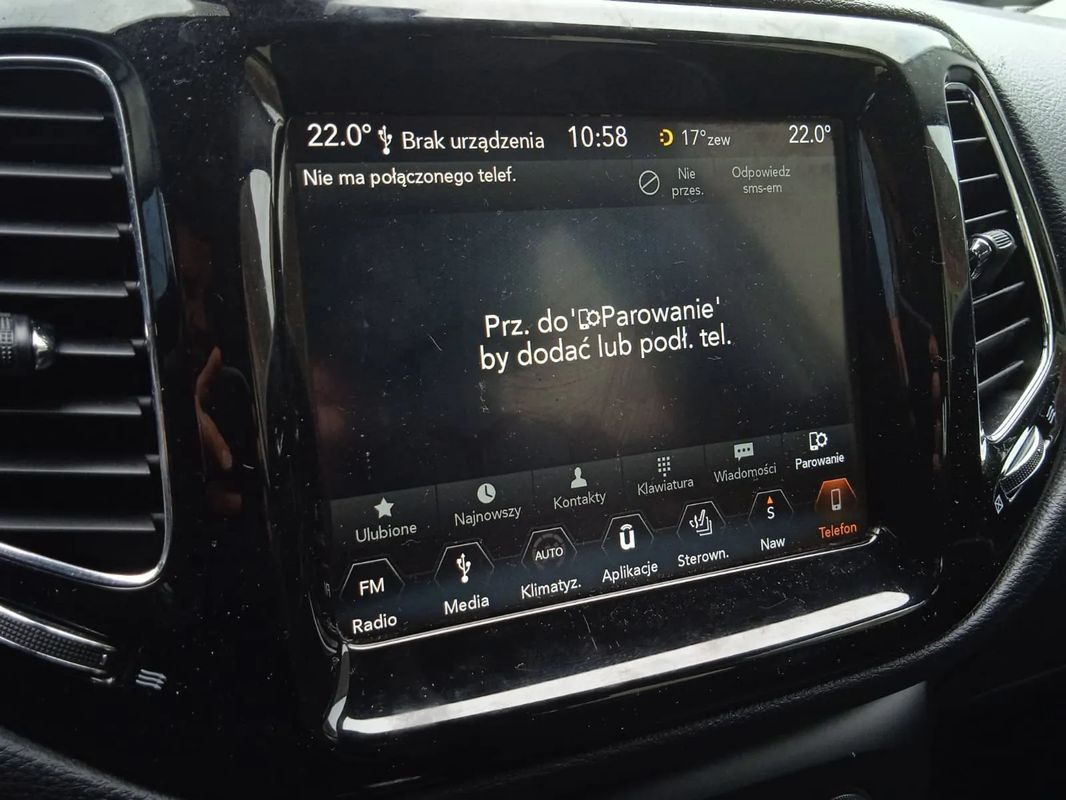 22.0° Brak urządzenia 10:58 17°zew 22.0°
Nie ma połączonego telef.
Nie
przes.
Odpowiedz
sms-em
Prz. do 'Parowanie'
by dodać lub podł. tel.
Ulubione
Najnowszy
Kontakty
Klawiatura
Wiadomości
Parowanie
FM
Radio
Media
AUTO
Klimatyz.
Aplikacje
Sterown.
S
Naw
Telefon